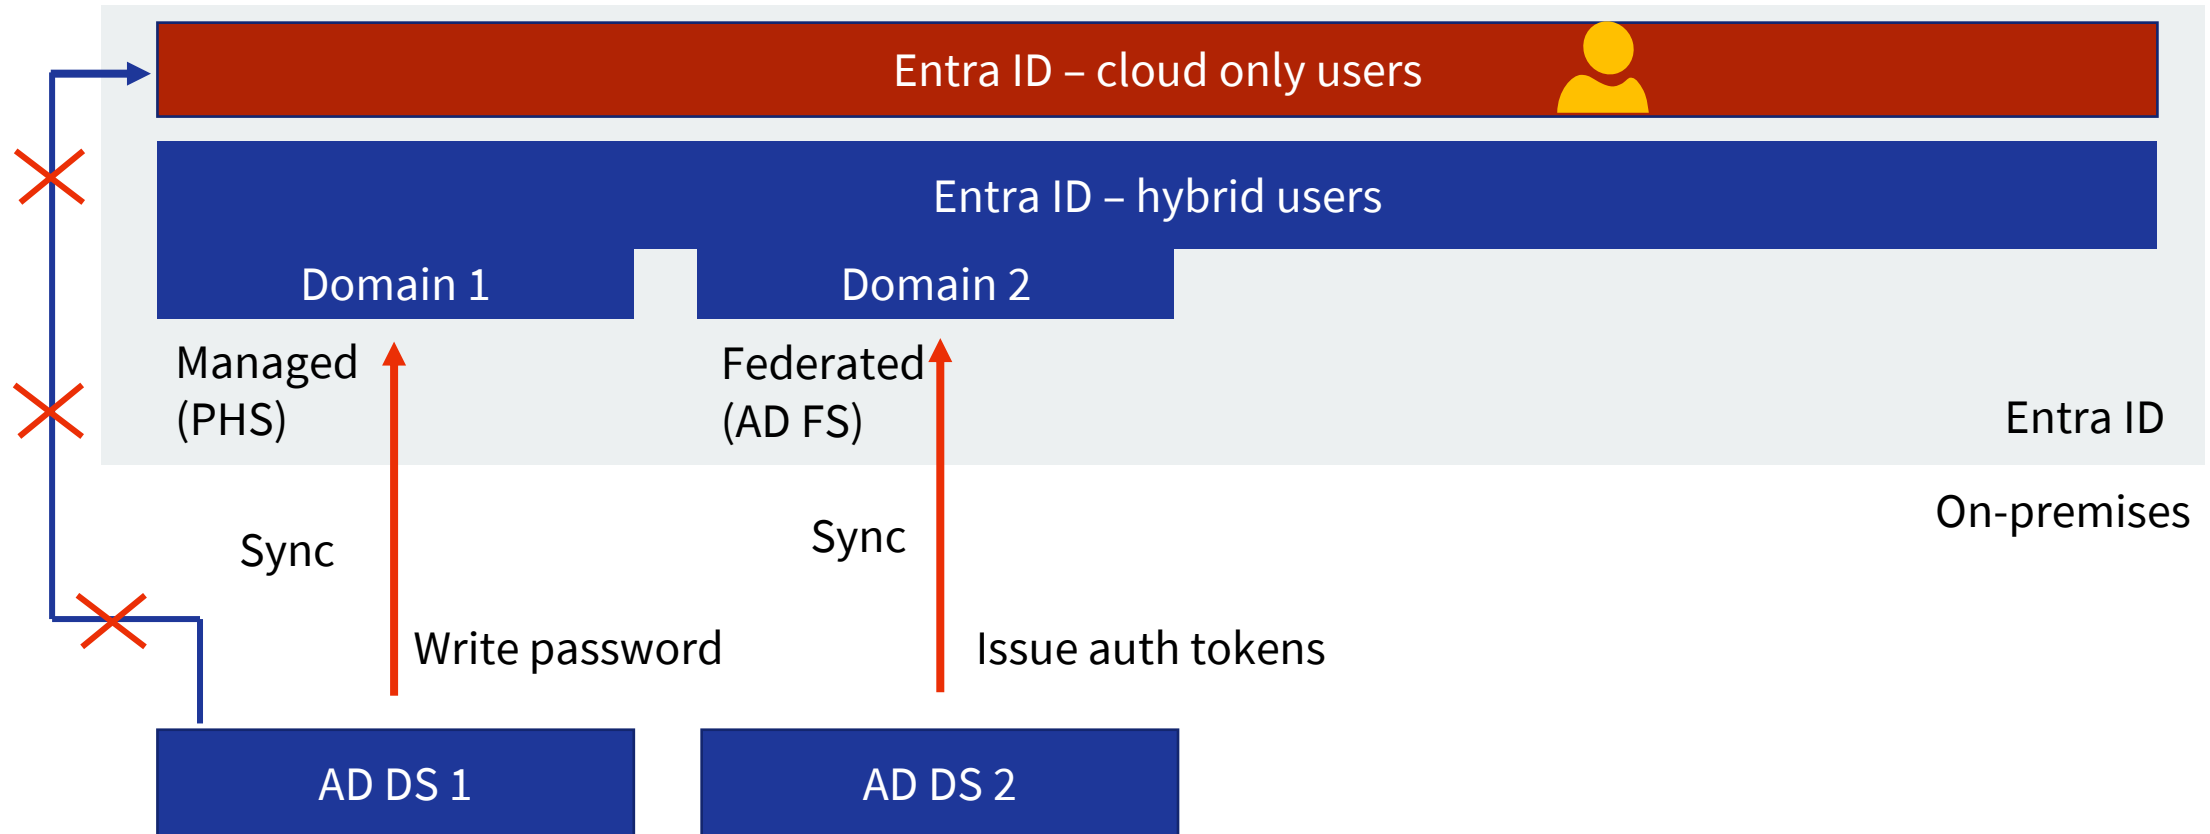 Entra ID – cloud only users
Entra ID – hybrid users
Domain 1
Domain 2
Managed
(PHS)
Federated
(AD FS)
Entra ID
On-premises
Sync
Sync
Write password
Issue auth tokens
AD DS 1
AD DS 2